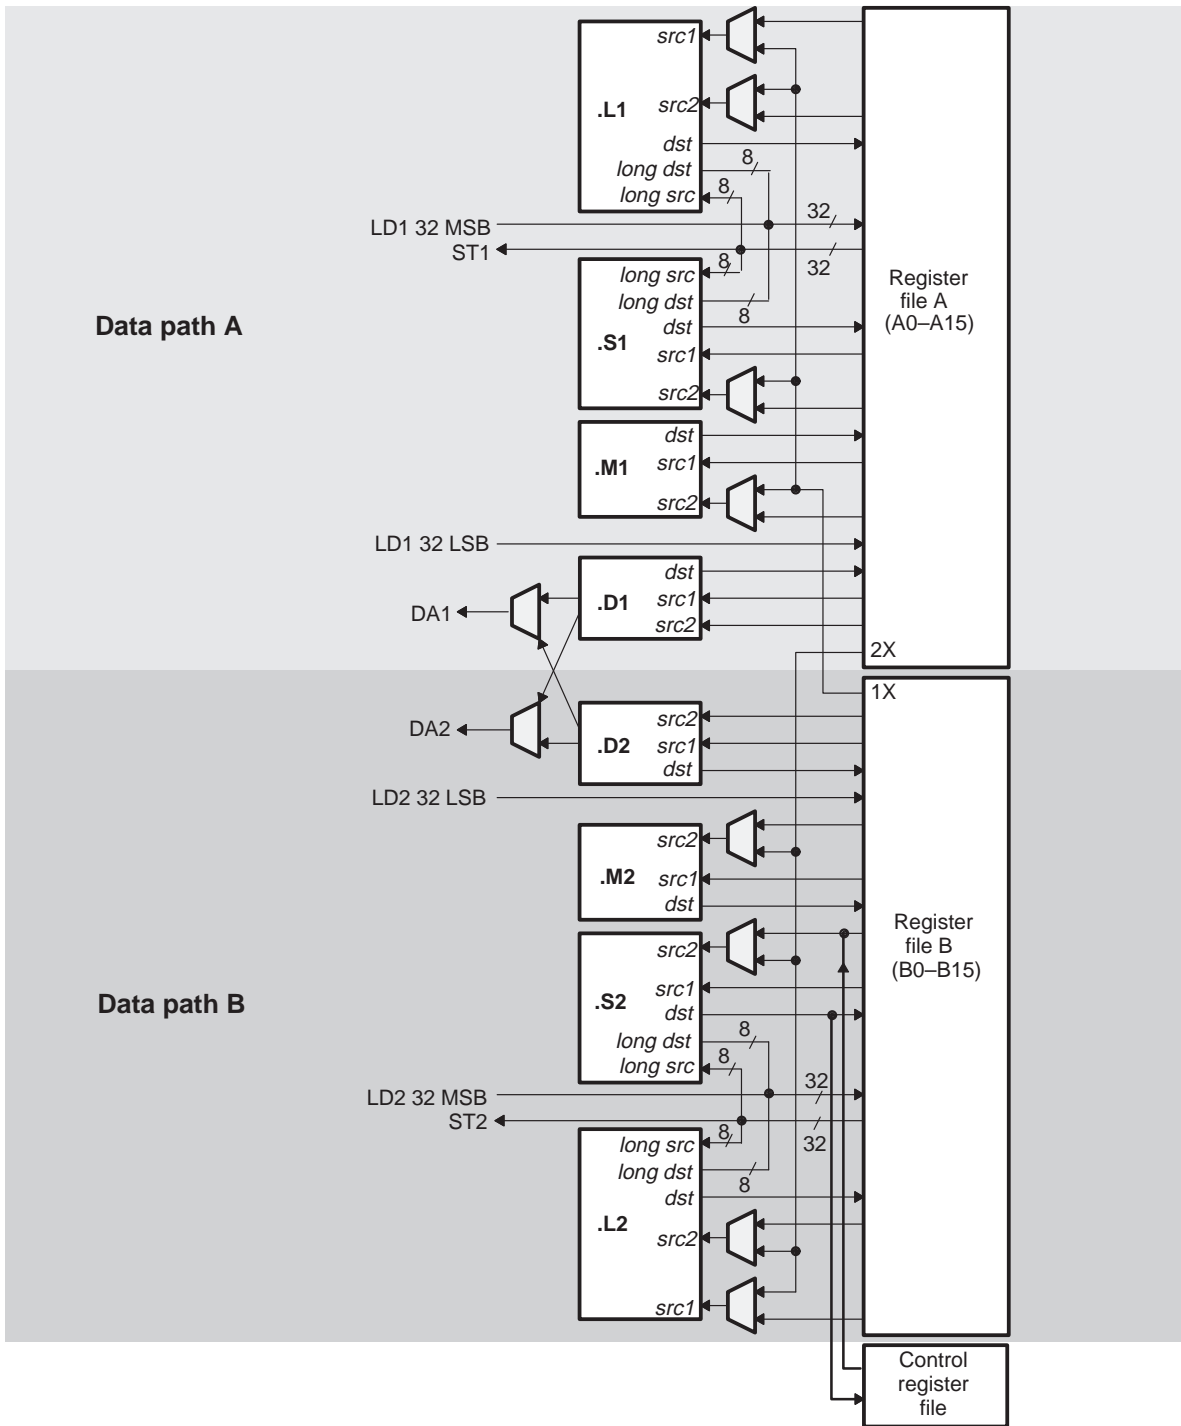 src1
.L1
src2
dst
8
long dst
8
long src
LD1 32 MSB
32
ST1
32
8
long src
long dst
8
Register
file A
(A0–A15)
Data path A
dst
.S1
src1
src2
dst
.M1
src1
src2
LD1 32 LSB
dst
DA1
.D1
src1
src2
2X
1X
DA2
src2
.D2
src1
dst
LD2 32 LSB
src2
.M2
src1
dst
Register
file B
(B0–B15)
src2
Data path B
.S2
src1
dst
8
long dst
8
long src
LD2 32 MSB
32
ST2
32
8
long src
long dst
8
dst
.L2
src2
src1
Control
register
file